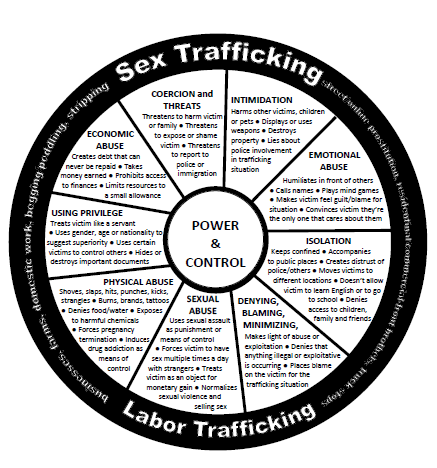 Sex Trafficking
stripping
begging peddling,
domestic work,
farms,
businesses,
street/online prostitution,
residential/commercial-front brothels,
truck stops
Labor Trafficking
COERCION and
THREATS
Threatens to harm victim
or family ● Threatens
to expose or shame
victim ● Threatens
to report to
police or
immigration
INTIMIDATION
Harms other victims, children
or pets ● Displays or uses
weapons ● Destroys
property ● Lies about
police involvement
in trafficking
situation
EMOTIONAL
ABUSE
Humiliates in front of others
● Calls names ● Plays mind games
● Makes victim feel guilt/blame for
situation ● Convinces victim they're
the only one that cares about them
ISOLATION
Keeps confined ● Accompanies
to public places ● Creates distrust of
police/others ● Moves victims to
different locations ● Doesn't allow
victim to learn English or to go
to school ● Denies
access to children,
family and friends
DENYING,
BLAMING,
MINIMIZING,
Makes light of abuse or
exploitation ● Denies that
anything illegal or exploitative
is occurring ● Places blame
on the victim for the
trafficking situation
SEXUAL
ABUSE
Uses sexual assault
as punishment or
means of control
● Forces victim to have
sex multiple times a day
with strangers ● Treats
victim as an object for
monetary gain ● Normalizes
sexual violence and
selling sex
PHYSICAL ABUSE
Shoves, slaps, hits, punches, kicks,
strangles ● Burns, brands, tattoos
● Denies food/water ● Exposes
to harmful chemicals
● Forces pregnancy
termination ● Induces
drug addiction as
means of
control
USING PRIVILEGE
Treats victim like a servant
● Uses gender, age or nationality to
suggest superiority ● Uses certain
victims to control others ● Hides or
destroys important documents
ECONOMIC
ABUSE
Creates debt that can
never be repaid ● Takes
money earned ● Prohibits access
to finances ● Limits resources to
a small allowance
POWER
&
CONTROL